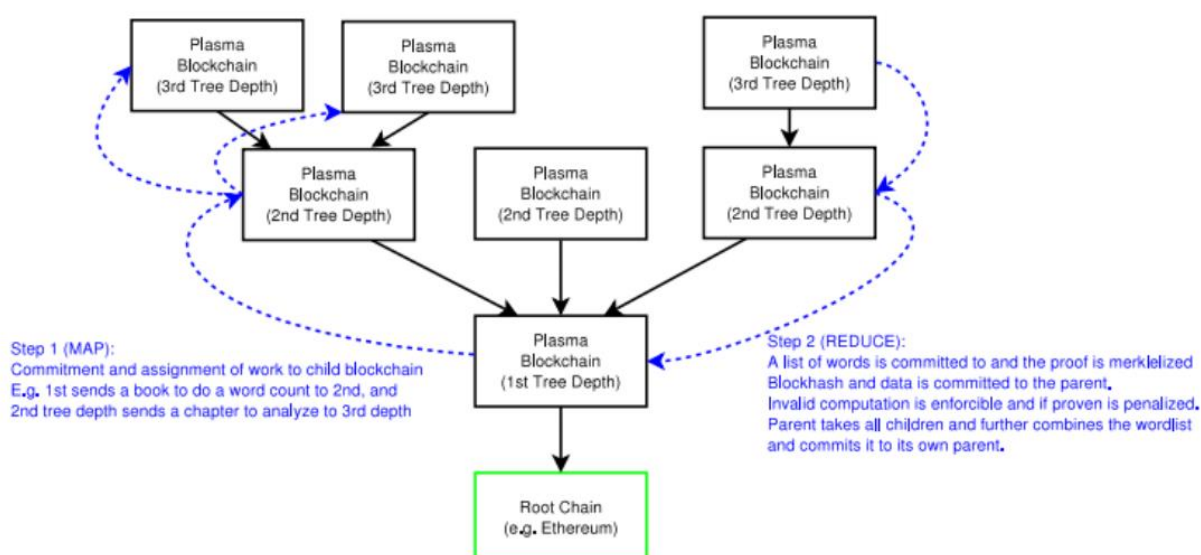 Plasma
Blockchain
(3rd Tree Depth)
Plasma
Blockchain
(3rd Tree Depth)
Plasma
Blockchain
(3rd Tree Depth)
Plasma
Blockchain
(2nd Tree Depth)
Plasma
Blockchain
(2nd Tree Depth)
Plasma
Blockchain
(2nd Tree Depth)
Plasma
Blockchain
(1st Tree Depth)
Step 1 (MAP):
Commitment and assignment of work to child blockchain
E.g. 1st sends a book to do a word count to 2nd, and
2nd tree depth sends a chapter to analyze to 3rd depth
Step 2 (REDUCE):
A list of words is committed to and the proof is merklelized
Blockhash and data is committed to the parent.
Invalid computation is enforcible and if proven is penalized.
Parent takes all children and further combines the wordlist
and commits it to its own parent.
Root Chain
(e.g. Ethereum)